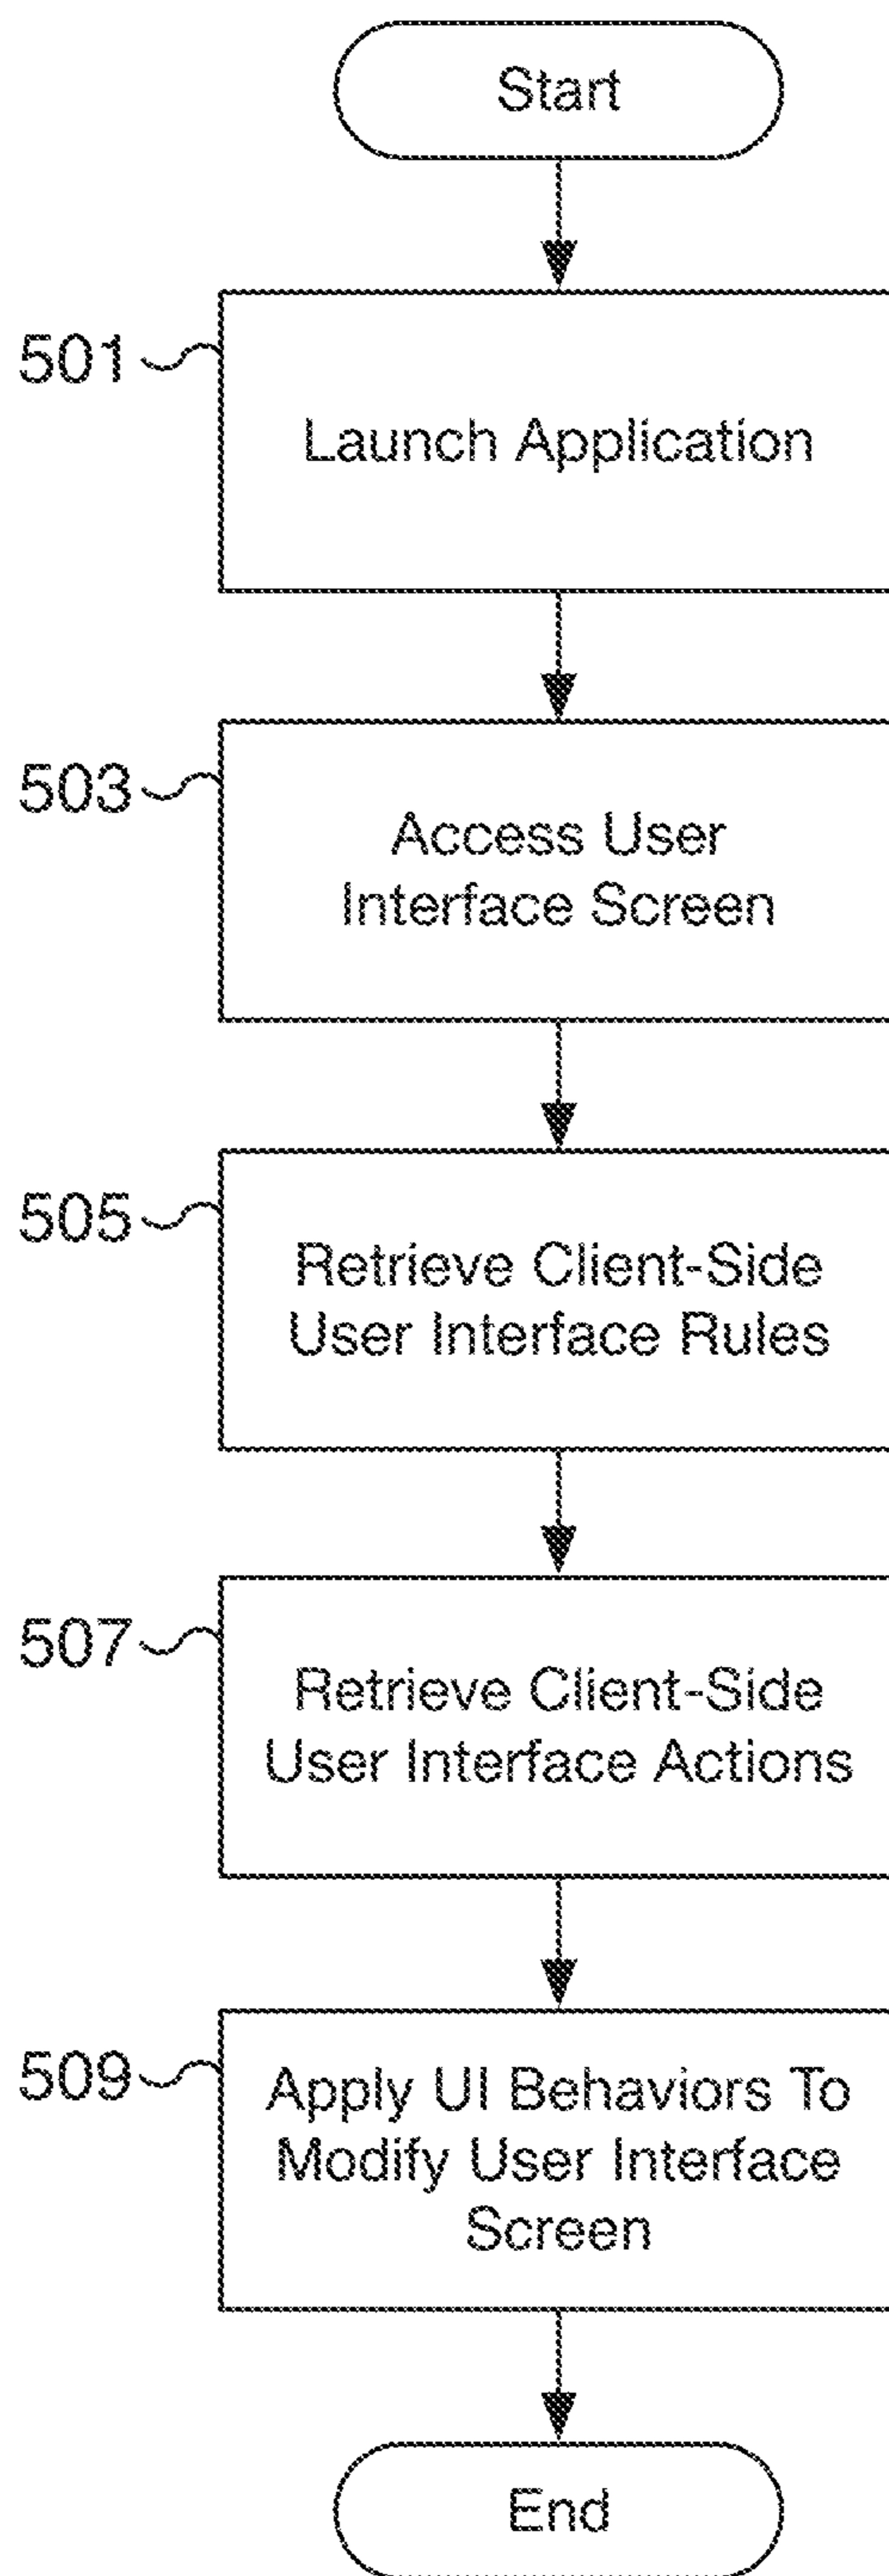 Start
501
Launch Application
503
Access User
Interface Screen
505
Retrieve Client-Side
User Interface Rules
507
Retrieve Client-Side
User Interface Actions
509
Apply UI Behaviors To
Modify User Interface
Screen
End